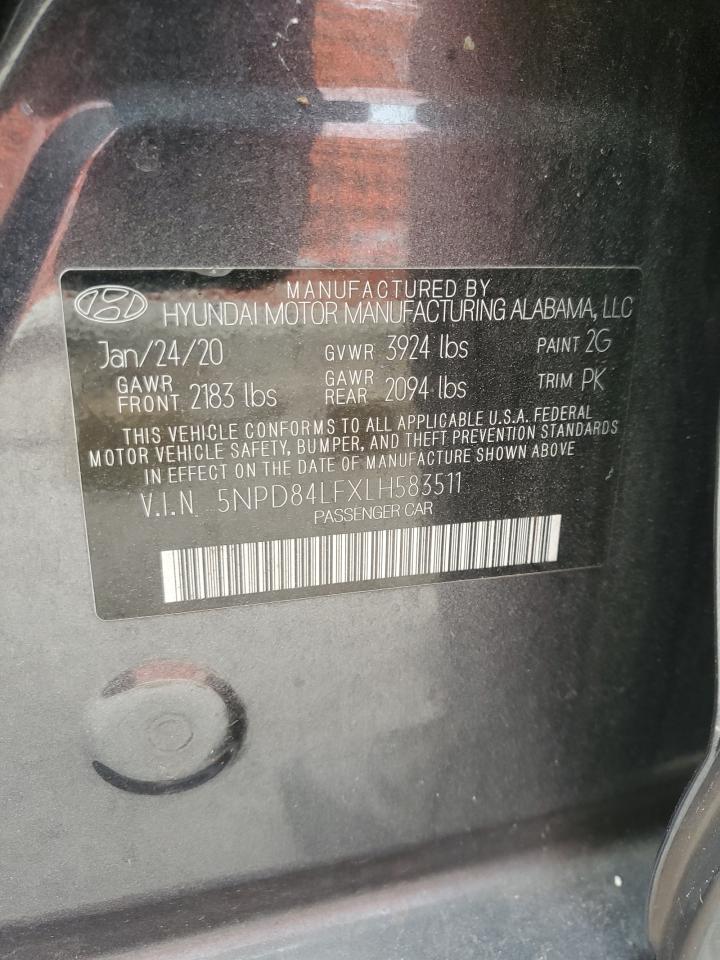 MANUFACTURED BY
HYUNDAI MOTOR MANUFACTURING ALABAMA, LLC
Jan/24/20 GVWR 3924 lbs PAINT 2G
GAWR FRONT 2183 lbs GAWR REAR 2094 lbs TRIM PK
THIS VEHICLE CONFORMS TO ALL APPLICABLE U.S.A. FEDERAL
MOTOR VEHICLE SAFETY, BUMPER, AND THEFT PREVENTION STANDARDS
IN EFFECT ON THE DATE OF MANUFACTURE SHOWN ABOVE
V.I.N 5NPD84LFXLH583511
PASSENGER CAR